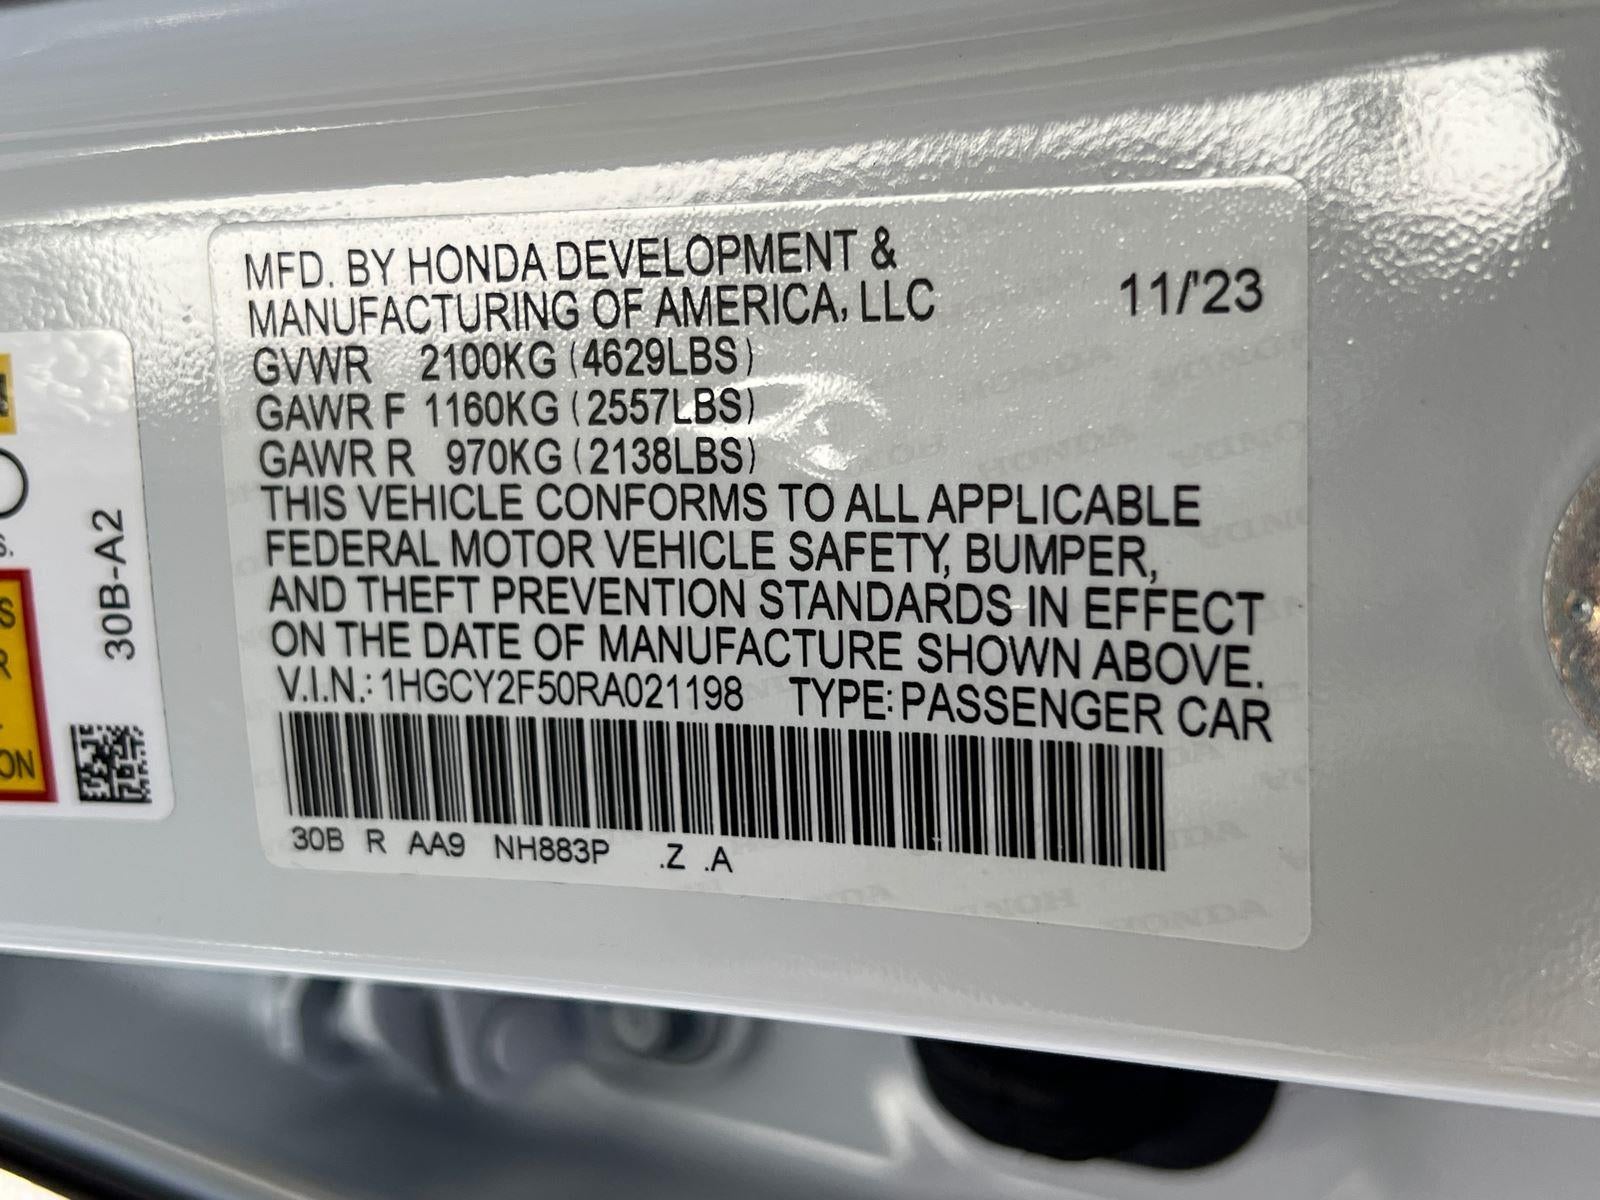 MFD. BY HONDA DEVELOPMENT &
MANUFACTURING OF AMERICA, LLC 11/'23
GVWR 2100KG (4629LBS)
GAWR F 1160KG (2557LBS)
GAWR R 970KG (2138LBS)
THIS VEHICLE CONFORMS TO ALL APPLICABLE
FEDERAL MOTOR VEHICLE SAFETY, BUMPER,
AND THEFT PREVENTION STANDARDS IN EFFECT
ON THE DATE OF MANUFACTURE SHOWN ABOVE.
V.I.N.: 1HGCY2F50RA021198 TYPE: PASSENGER CAR
30B R AA9 NH883P .Z .A
30B-A2